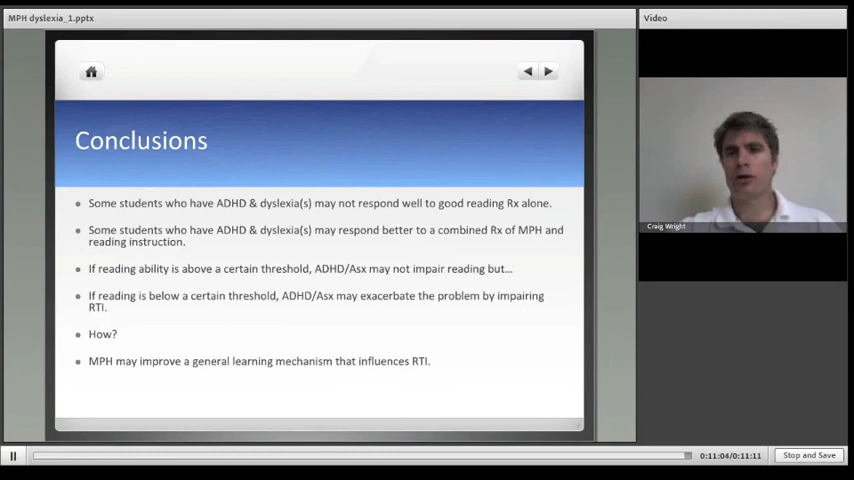 MPH dyslexia_1.pptx
Video
Conclusions
Some students who have ADHD & dyslexia(s) may not respond well to good reading Rx alone.
Some students who have ADHD & dyslexia(s) may respond better to a combined Rx of MPH and
reading instruction.
If reading ability is above a certain threshold, ADHD/Asx may not impair reading but...
If reading is below a certain threshold, ADHD/Asx may exacerbate the problem by impairing
RTI.
How?
MPH may improve a general learning mechanism that influences RTI.
Craig Wright
0:11:04/0:11:11
Stop and Save